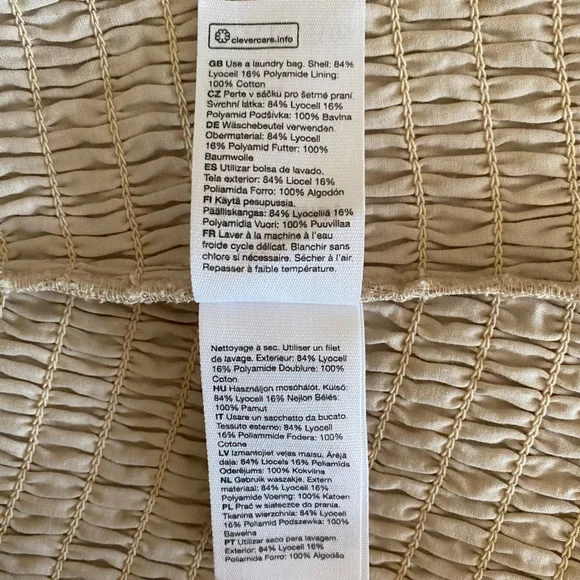 clevercare.info
GB Use a laundry bag. Shell: 84%
Lyocell 16% Polyamide Lining:
100% Cotton
CZ Perte v sáčku pro šetrné praní.
Svrchní látka: 84% Lyocell 16%
Polyamid Podšívka: 100% Bavlna
DE Wäschebeutel verwenden.
Obermaterial: 84% Lyocell
16% Polyamid Futter: 100%
Baumwolle
ES Utilizar bolsa de lavado.
Tela exterior: 84% Liocel 16%
Poliamida Forro: 100% Algodón
FI Käytä pesupussia.
Päälliskangas: 84% Lyocelliä 16%
Polyamidia Vuori: 100% Puuvillaa
FR Laver à la machine à l'eau
froide cycle délicat. Blanchir sans
chlore si nécessaire. Sécher à l'air.
Repasser à faible température.
Nettoyage à sec. Utiliser un filet
de lavage. Exterieur: 84% Lyocell
16% Polyamide Doublure: 100%
Coton
HU Használjon mosóhálót. Külső:
84% Lyocell 16% Nejlon Bélés:
100% Pamut
IT Usare un sacchetto da bucato.
Tessuto esterno: 84% Lyocell
16% Poliammide Fodera: 100%
Cotone
LV Izmantojiet veļas maisu. Ārējā
daļa: 84% Liocels 16% Poliamīds
Oderējums: 100% Kokvilna
NL Gebruik waszakje. Extern
materiaal: 84% Lyocell 16%
Polyamide Voering: 100% Katoen
PL Prać w siateczce do prania.
Tkanina wierzchnia: 84% Lyocell
16% Poliamid Podszewka: 100%
Bawełna
PT Utilizar saco para lavagem.
Exterior: 84% Lyocell 16%
Poliamida Forro: 100% Algodão